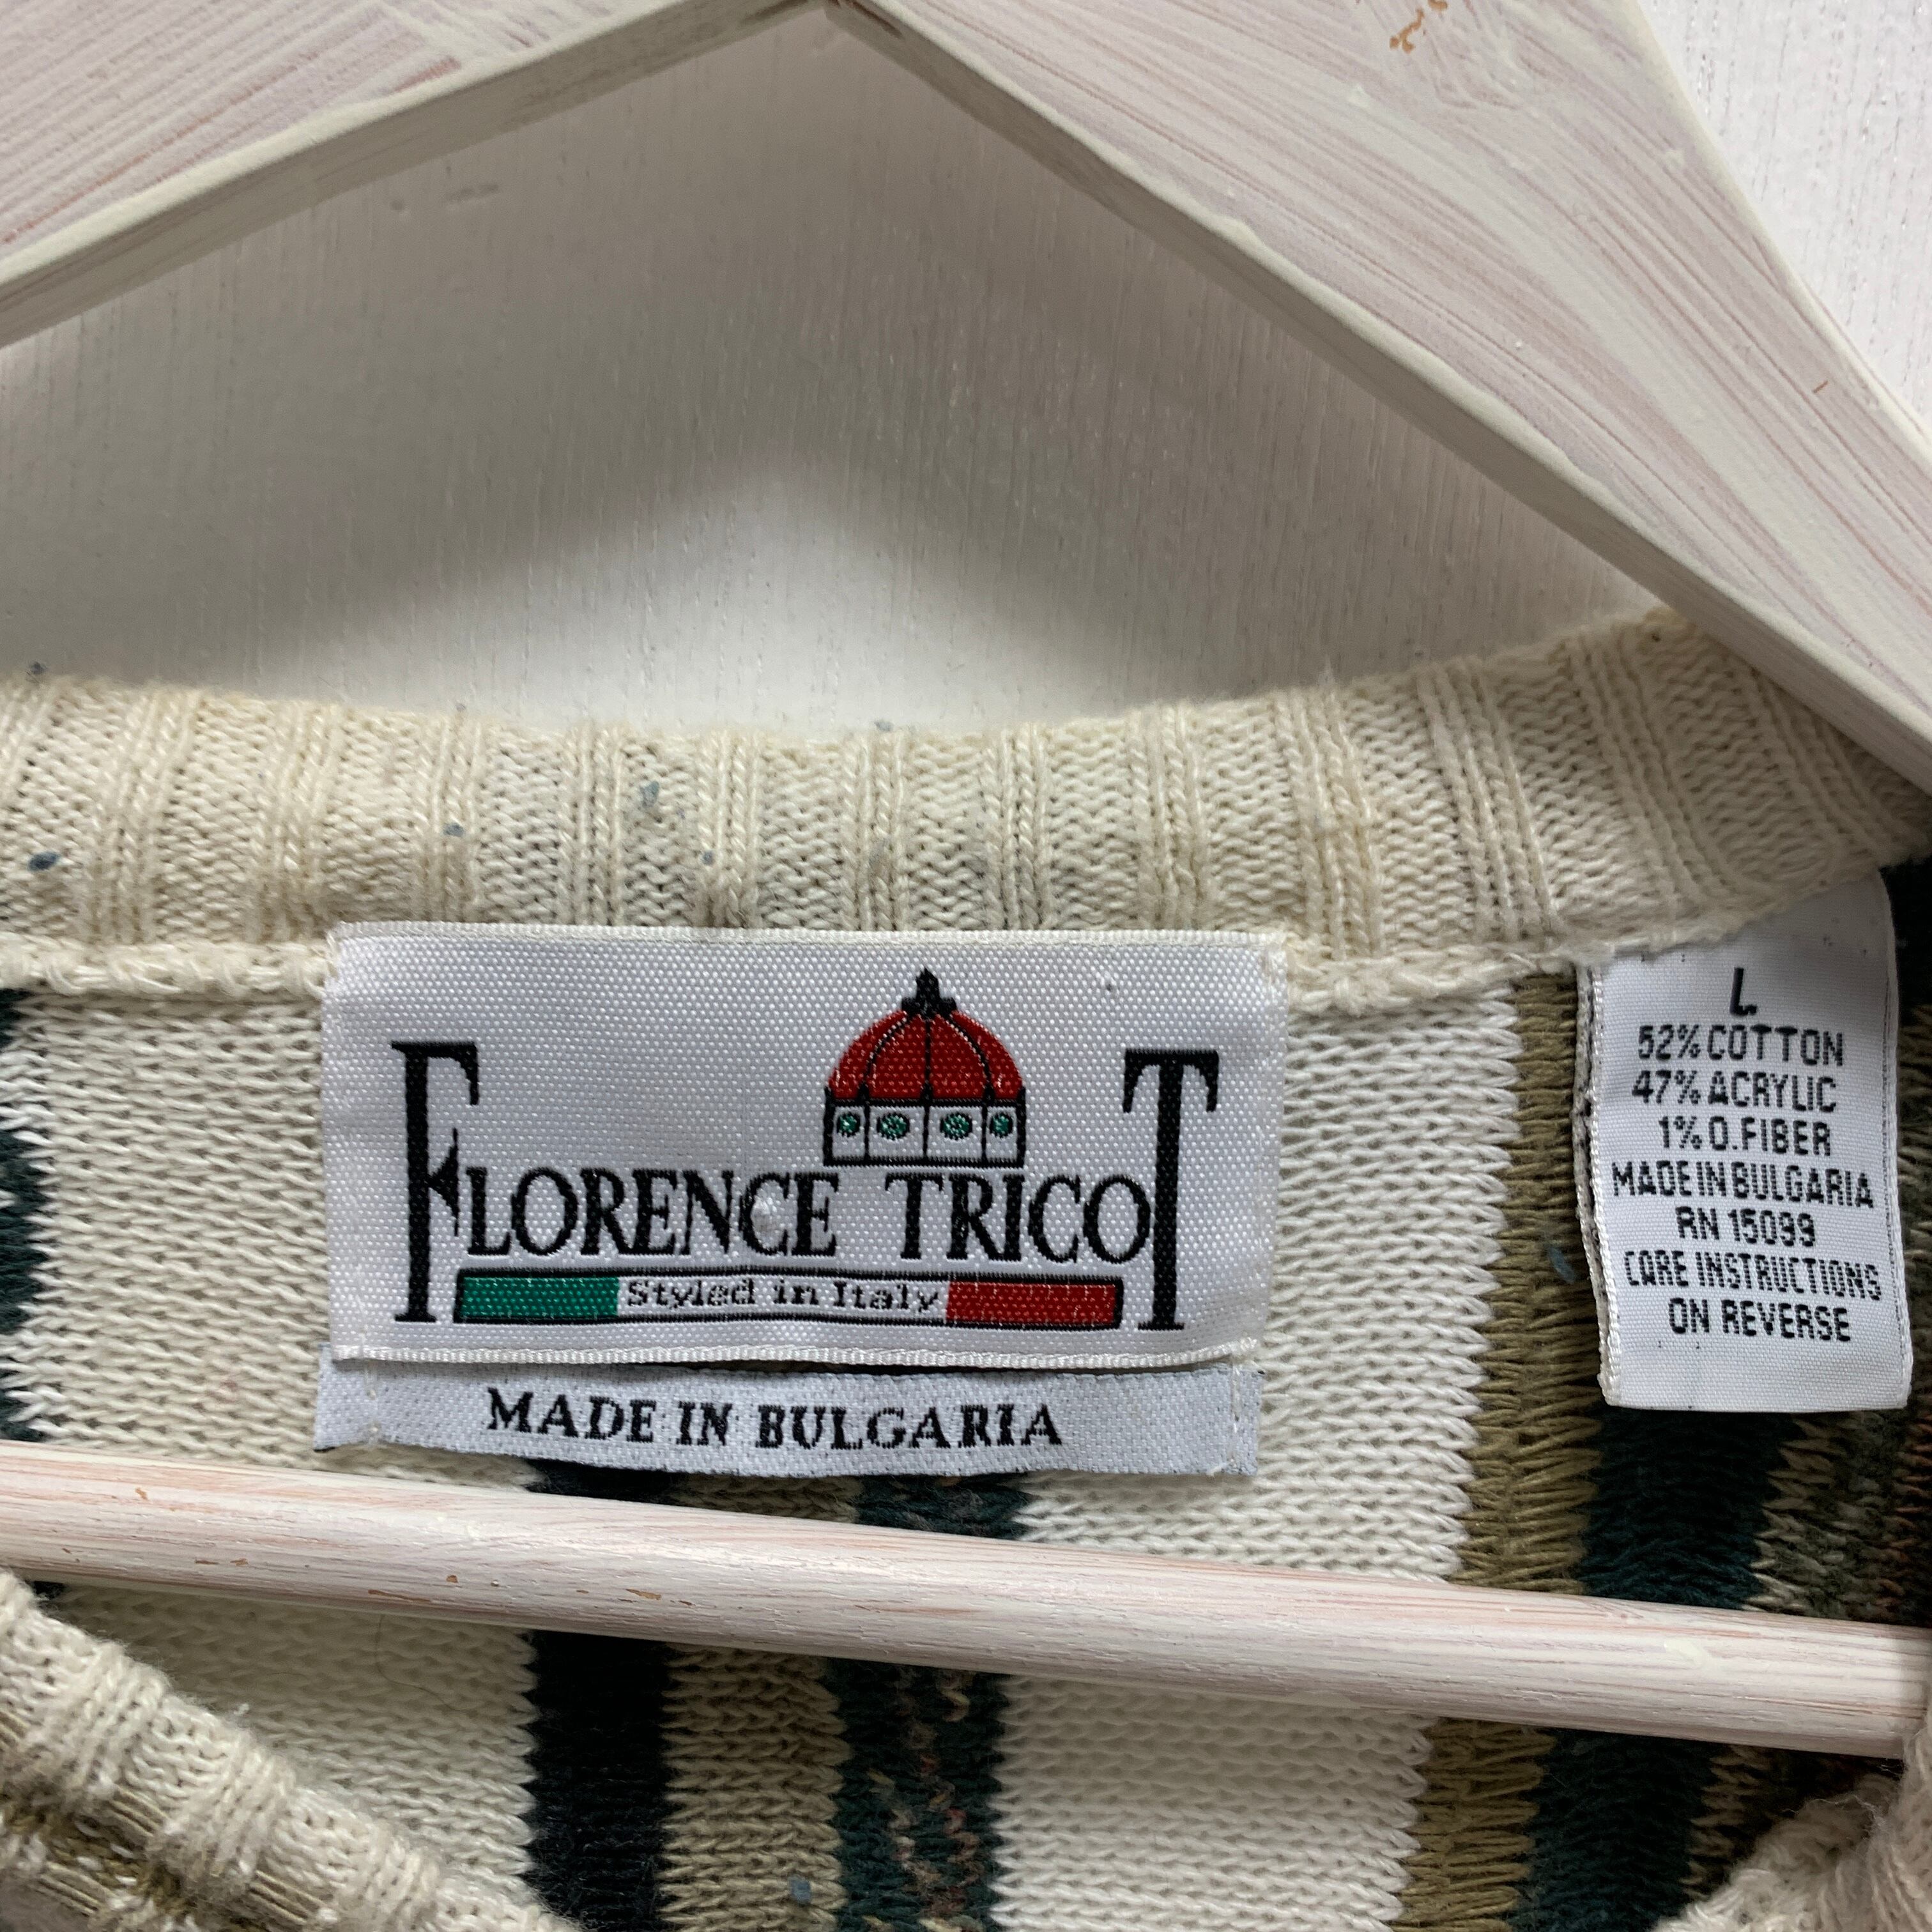 FLORENCE TRICOT
Styled in Italy
MADE IN BULGARIA
L
52% COTTON
47% ACRYLIC
1% O.FIBER
MADE IN BULGARIA
RN 15099
CARE INSTRUCTIONS
ON REVERSE